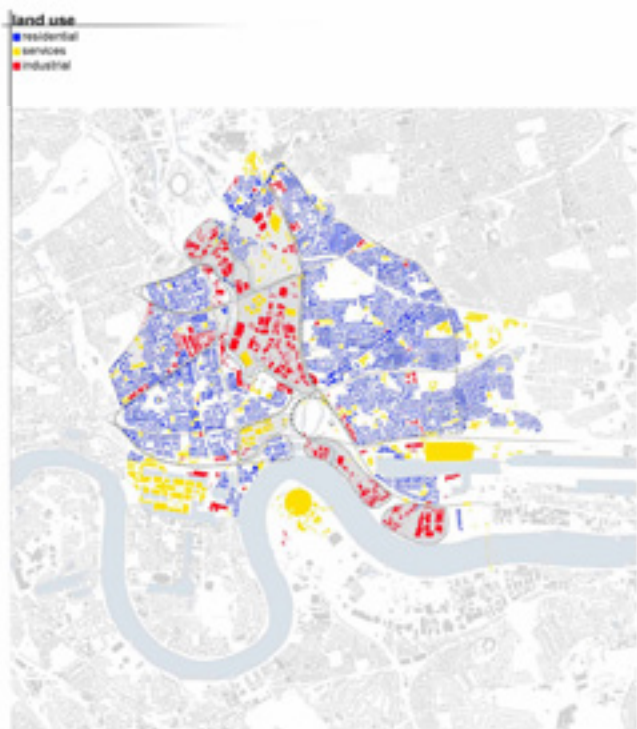 land use
residential
services
industrial